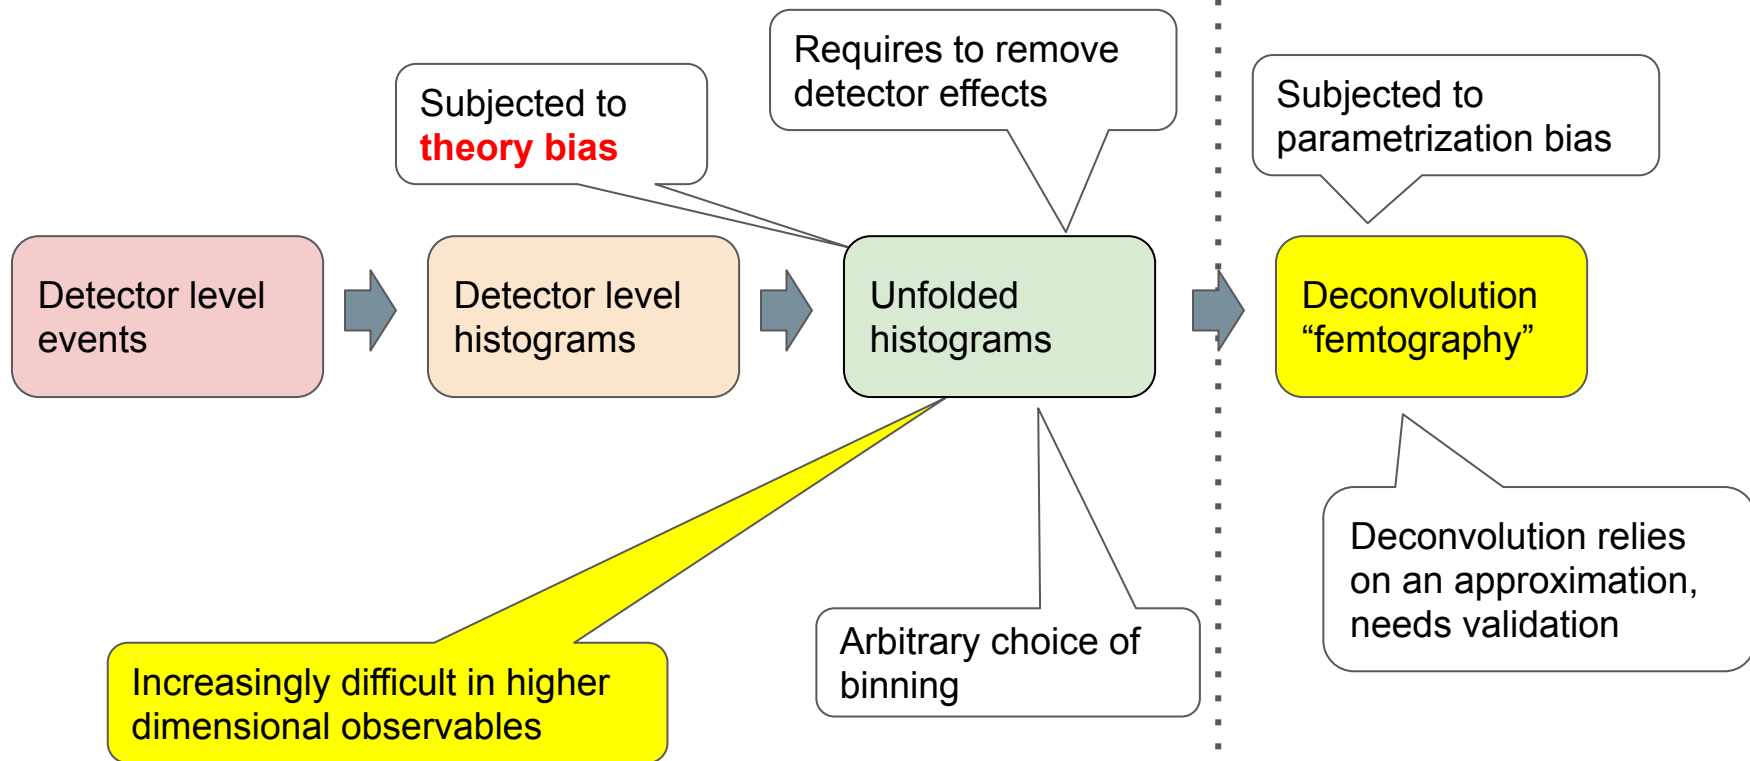 Requires to remove
detector effects
Subjected to
theory bias
Subjected to
parametrization bias
Detector level
events
Detector level
histograms
Unfolded
histograms
Deconvolution
“femtography”
Increasingly difficult in higher
dimensional observables
Arbitrary choice of
binning
Deconvolution relies
on an approximation,
needs validation